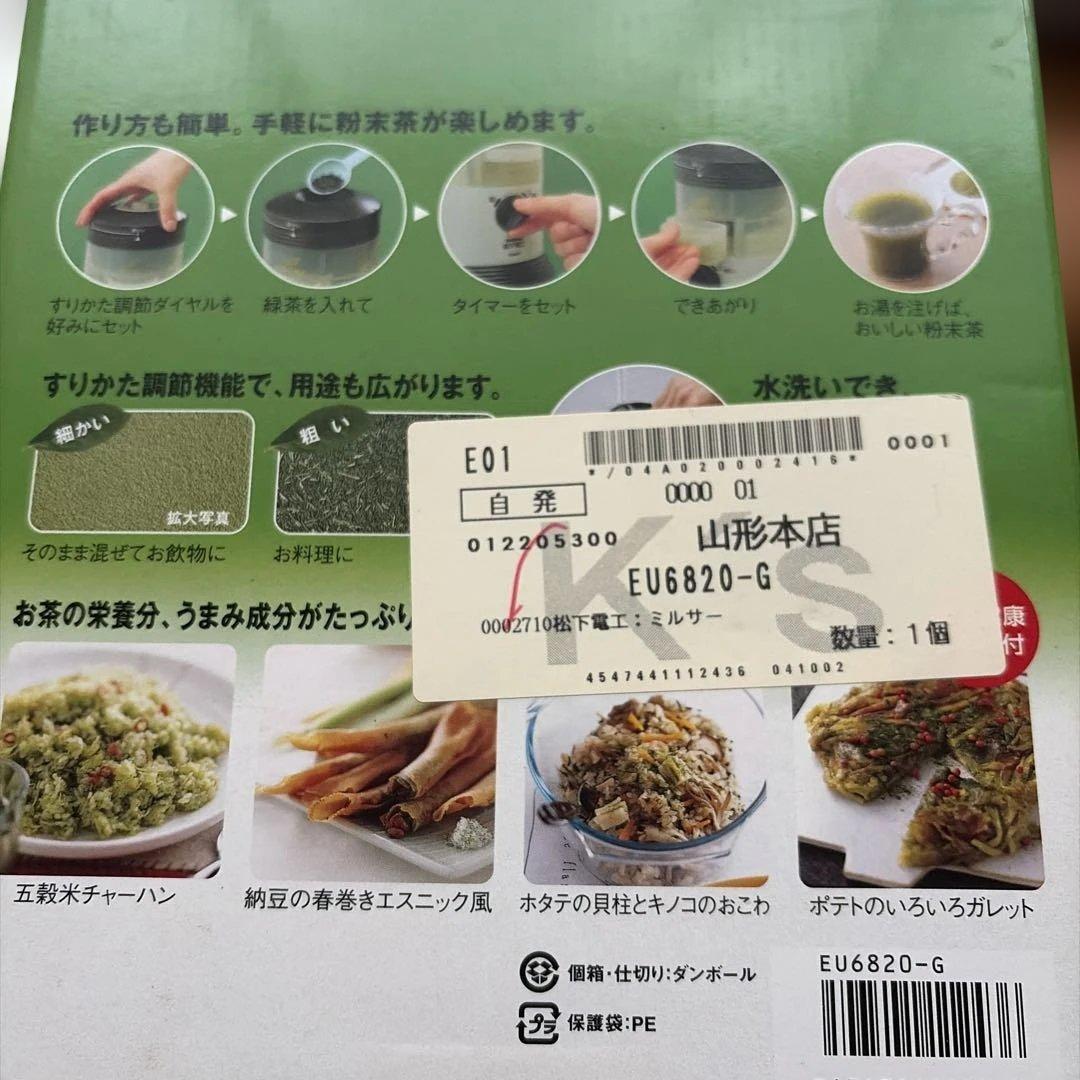 作り方も簡単。手軽に粉末茶が楽しめます。
すりかた調節ダイヤルを
好みにセット
緑茶を入れて
タイマーをセット
できあがり
お湯を注げば、
おいしい粉末茶
すりかた調節機能で、用途も広がります。
水洗いでき
細かい
拡大写真
そのまま混ぜてお飲物に
粗い
お料理に
E01
*/04A020002416*
0001
自発
0000 01
012205300
山形本店
K's
EU6820-G
0002710松下電工:ミルサー
数量:1個
4547441112436 041002
お茶の栄養分、うまみ成分がたっぷり
康
付
五穀米チャーハン
納豆の春巻きエスニック風
ホタテの貝柱とキノコのおこわ
ポテトのいろいろガレット
個箱・仕切り:ダンボール
プラ
保護袋:PE
EU6820-G